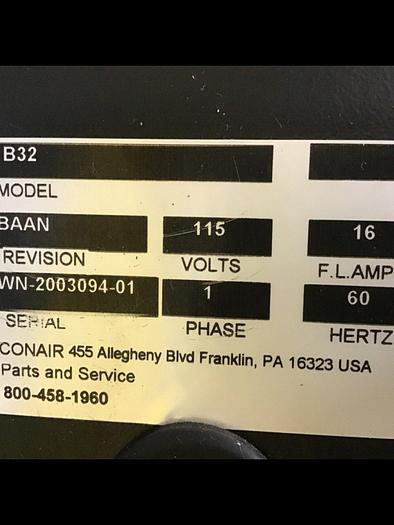 B32
MODEL
BAAN 115 16
REVISION VOLTS F.L.AMP
WN-2003094-01 1 60
SERIAL PHASE HERTZ
CONAIR 455 Allegheny Blvd Franklin, PA 16323 USA
Parts and Service
800-458-1960